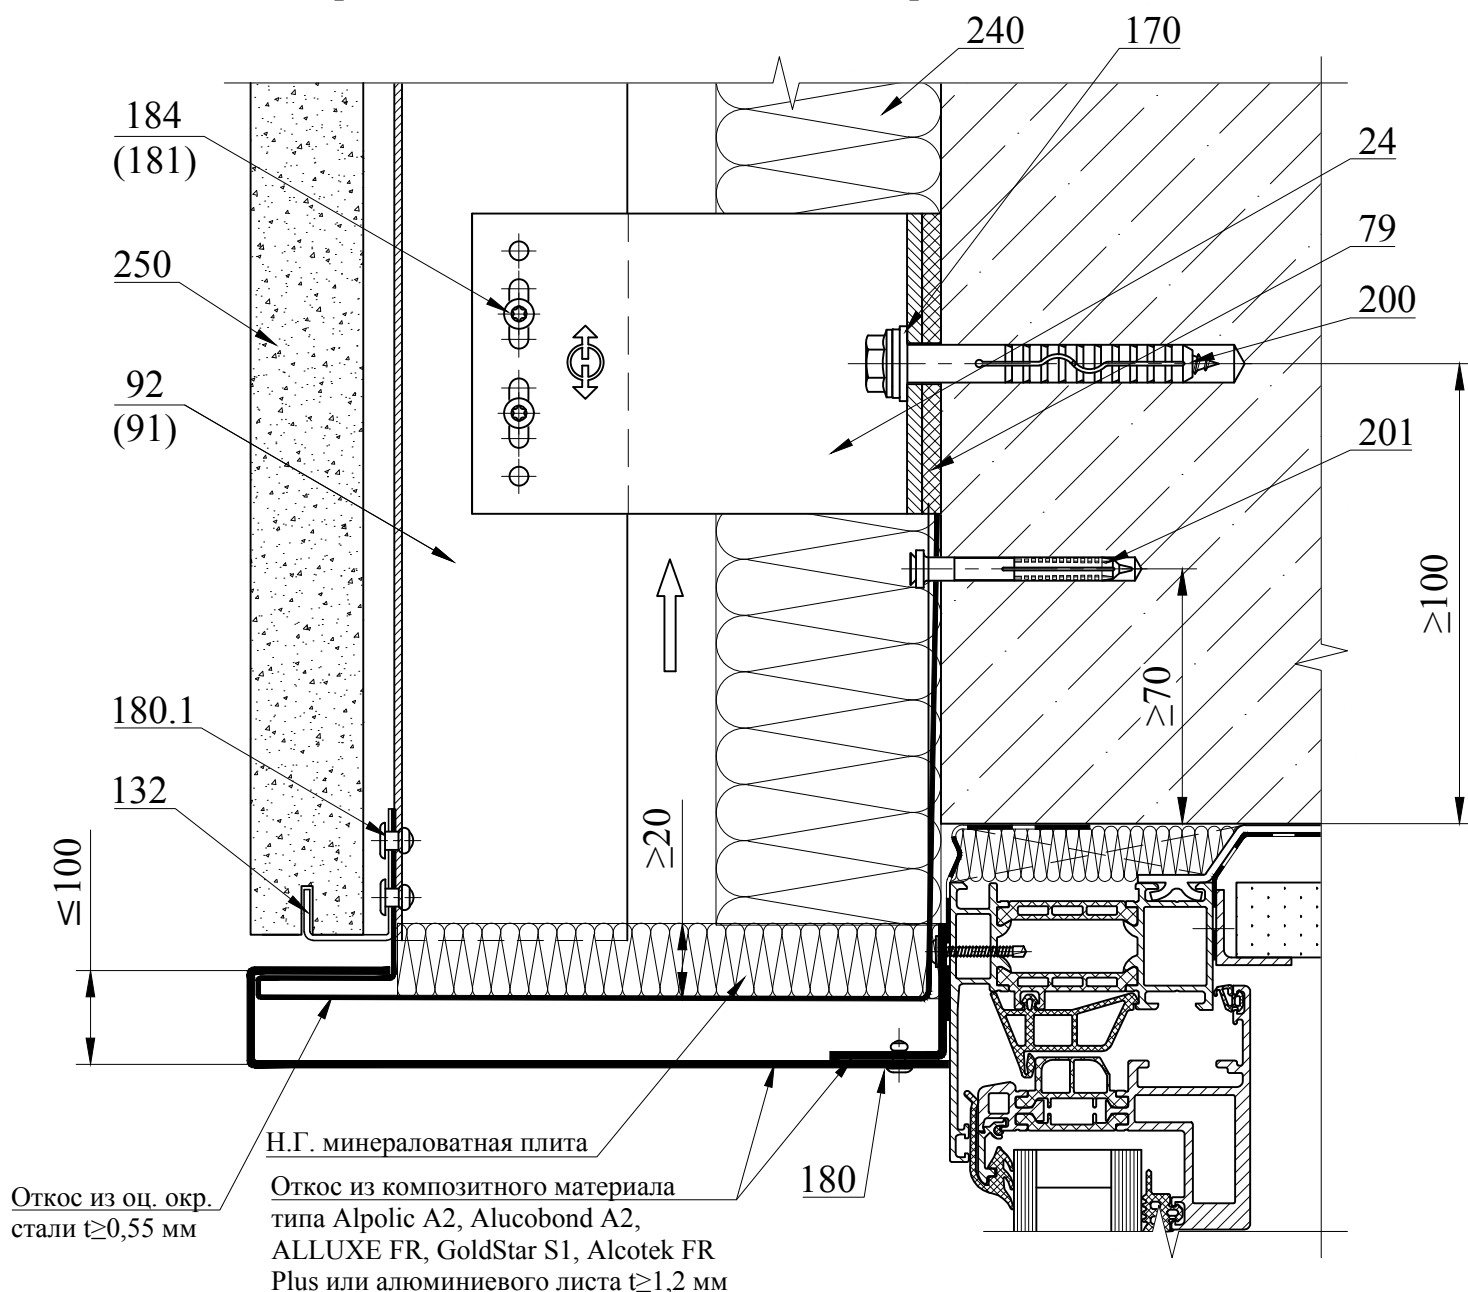 240
170
184
(181)
24
250
79
200
92
(91)
201
≥100
≥70
180.1
132
≥20
≤100
Н.Г. минераловатная плита
180
Откос из оц. окр.
стали t≥0,55 мм
Откос из композитного материала
типа Alpolic A2, Alucobond A2,
ALLUXE FR, GoldStar S1, Alcotek FR
Plus или алюминиевого листа t≥1,2 мм